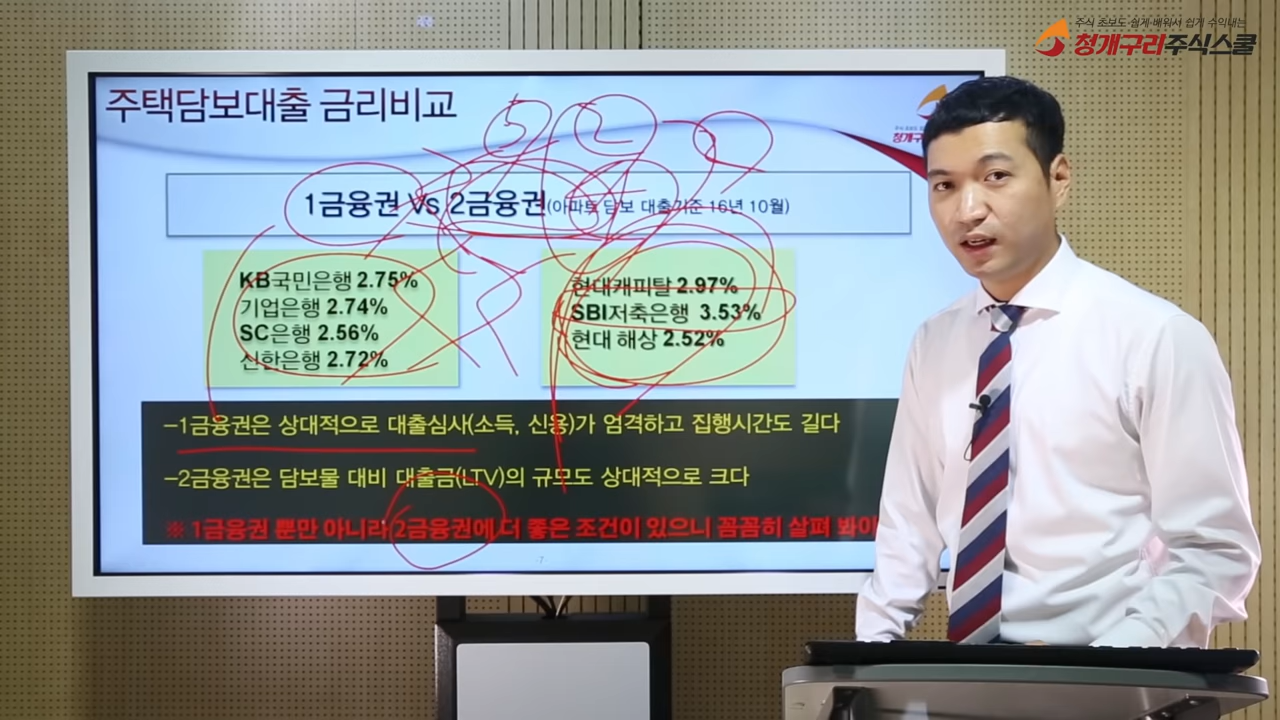 주식 초보도 쉽게 배워서 쉽게 수익내는
청개구리주식스쿨
주택담보대출 금리비교
5 2
청개구
1금융권 Vs 2금융권(아파트 담보 대출기준 16년 10월)
KB국민은행 2.75%
기업은행 2.74%
SC은행 2.56%
신한은행 2.72%
현대캐피탈 2.97%
SBI저축은행 3.53%
현대 해상 2.52%
-1금융권은 상대적으로 대출심사(소득, 신용)가 엄격하고 집행시간도 길다
-2금융권은 담보물 대비 대출금(LTV)의 규모도 상대적으로 크다
※ 1금융권 뿐만 아니라 2금융권에 더 좋은 조건이 있으니 꼼꼼히 살펴 봐야
7